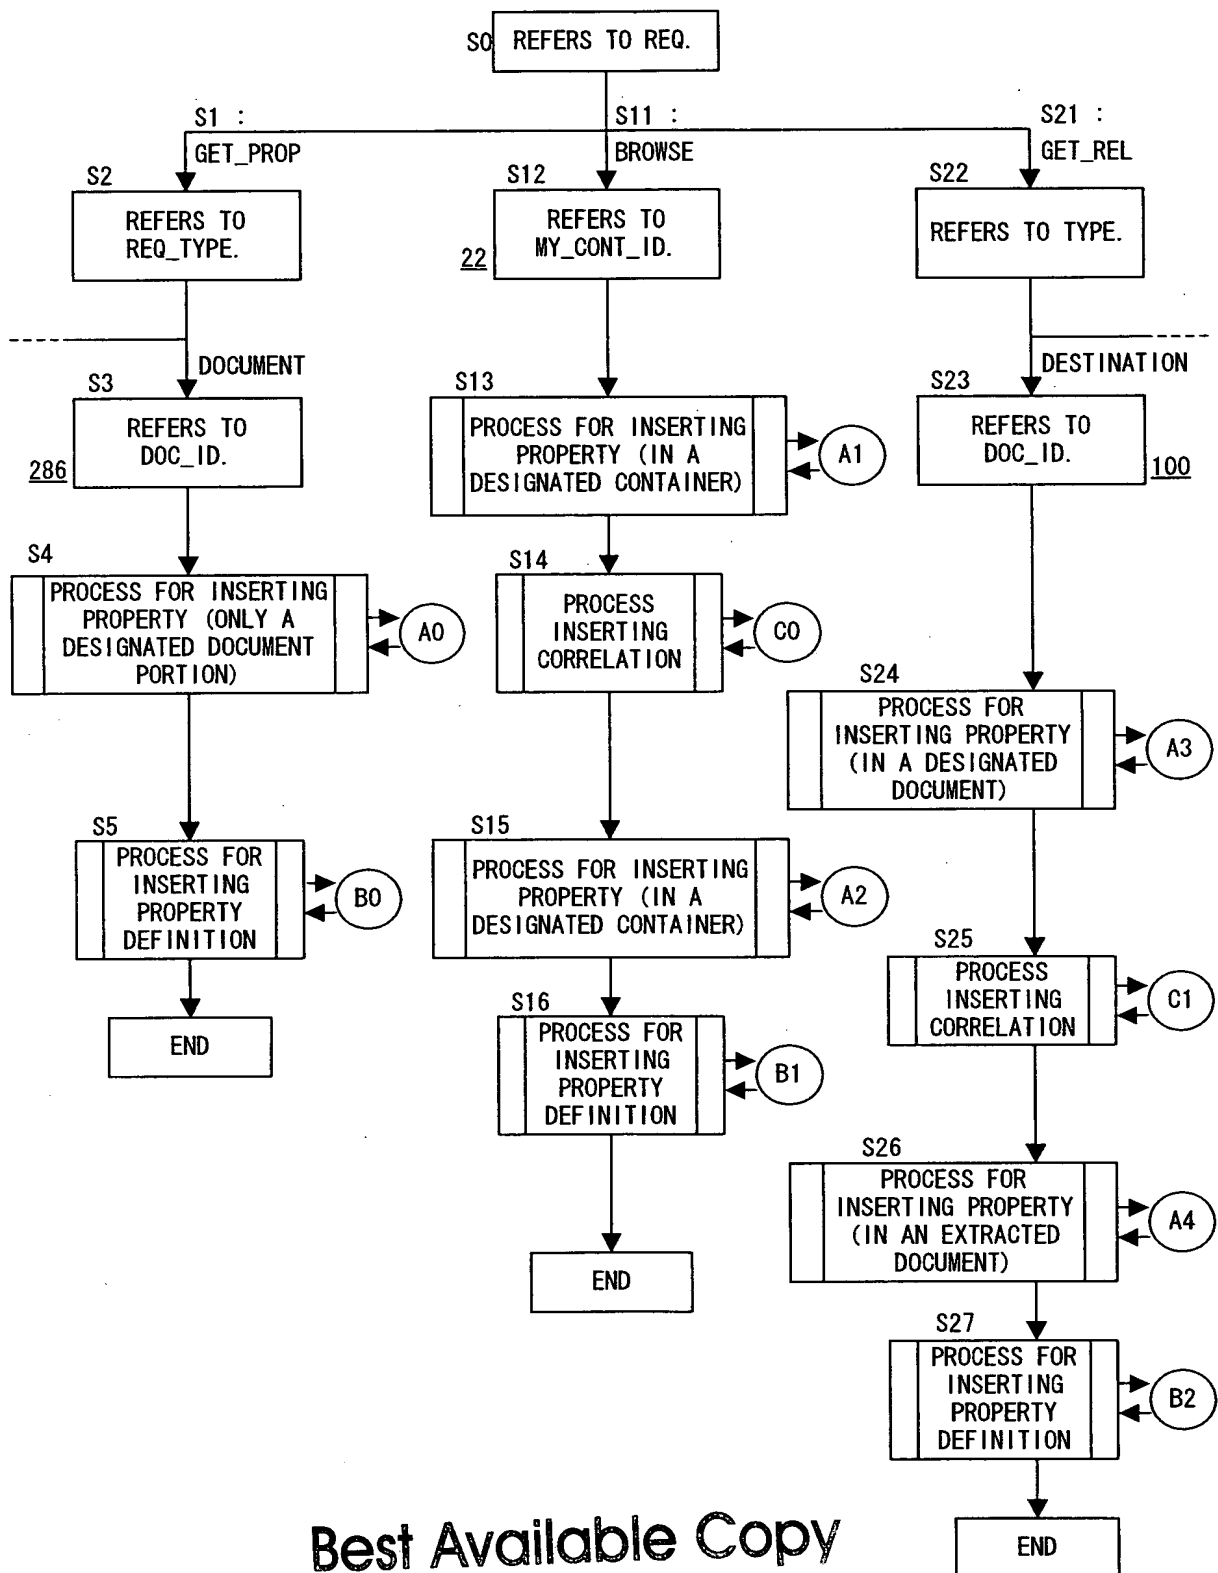 S0
REFERS TO REQ.
S1 :
GET_PROP
S11 :
BROWSE
S21 :
GET_REL
S2
REFERS TO
REQ_TYPE.
S12
REFERS TO
MY_CONT_ID.
22
S22
REFERS TO TYPE.
DOCUMENT
DESTINATION
S3
REFERS TO
DOC_ID.
286
S13
PROCESS FOR INSERTING
PROPERTY (IN A
DESIGNATED CONTAINER)
A1
S23
REFERS TO
DOC_ID.
100
S4
PROCESS FOR INSERTING
PROPERTY (ONLY A
DESIGNATED DOCUMENT
PORTION)
A0
S14
PROCESS
INSERTING
CORRELATION
C0
S24
PROCESS FOR
INSERTING PROPERTY
(IN A DESIGNATED
DOCUMENT)
A3
S5
PROCESS FOR
INSERTING
PROPERTY
DEFINITION
B0
S15
PROCESS FOR INSERTING
PROPERTY (IN A
DESIGNATED CONTAINER)
A2
S25
PROCESS
INSERTING
CORRELATION
C1
END
S16
PROCESS FOR
INSERTING
PROPERTY
DEFINITION
B1
S26
PROCESS FOR
INSERTING PROPERTY
(IN AN EXTRACTED
DOCUMENT)
A4
END
S27
PROCESS FOR
INSERTING
PROPERTY
DEFINITION
B2
END
Best Available Copy